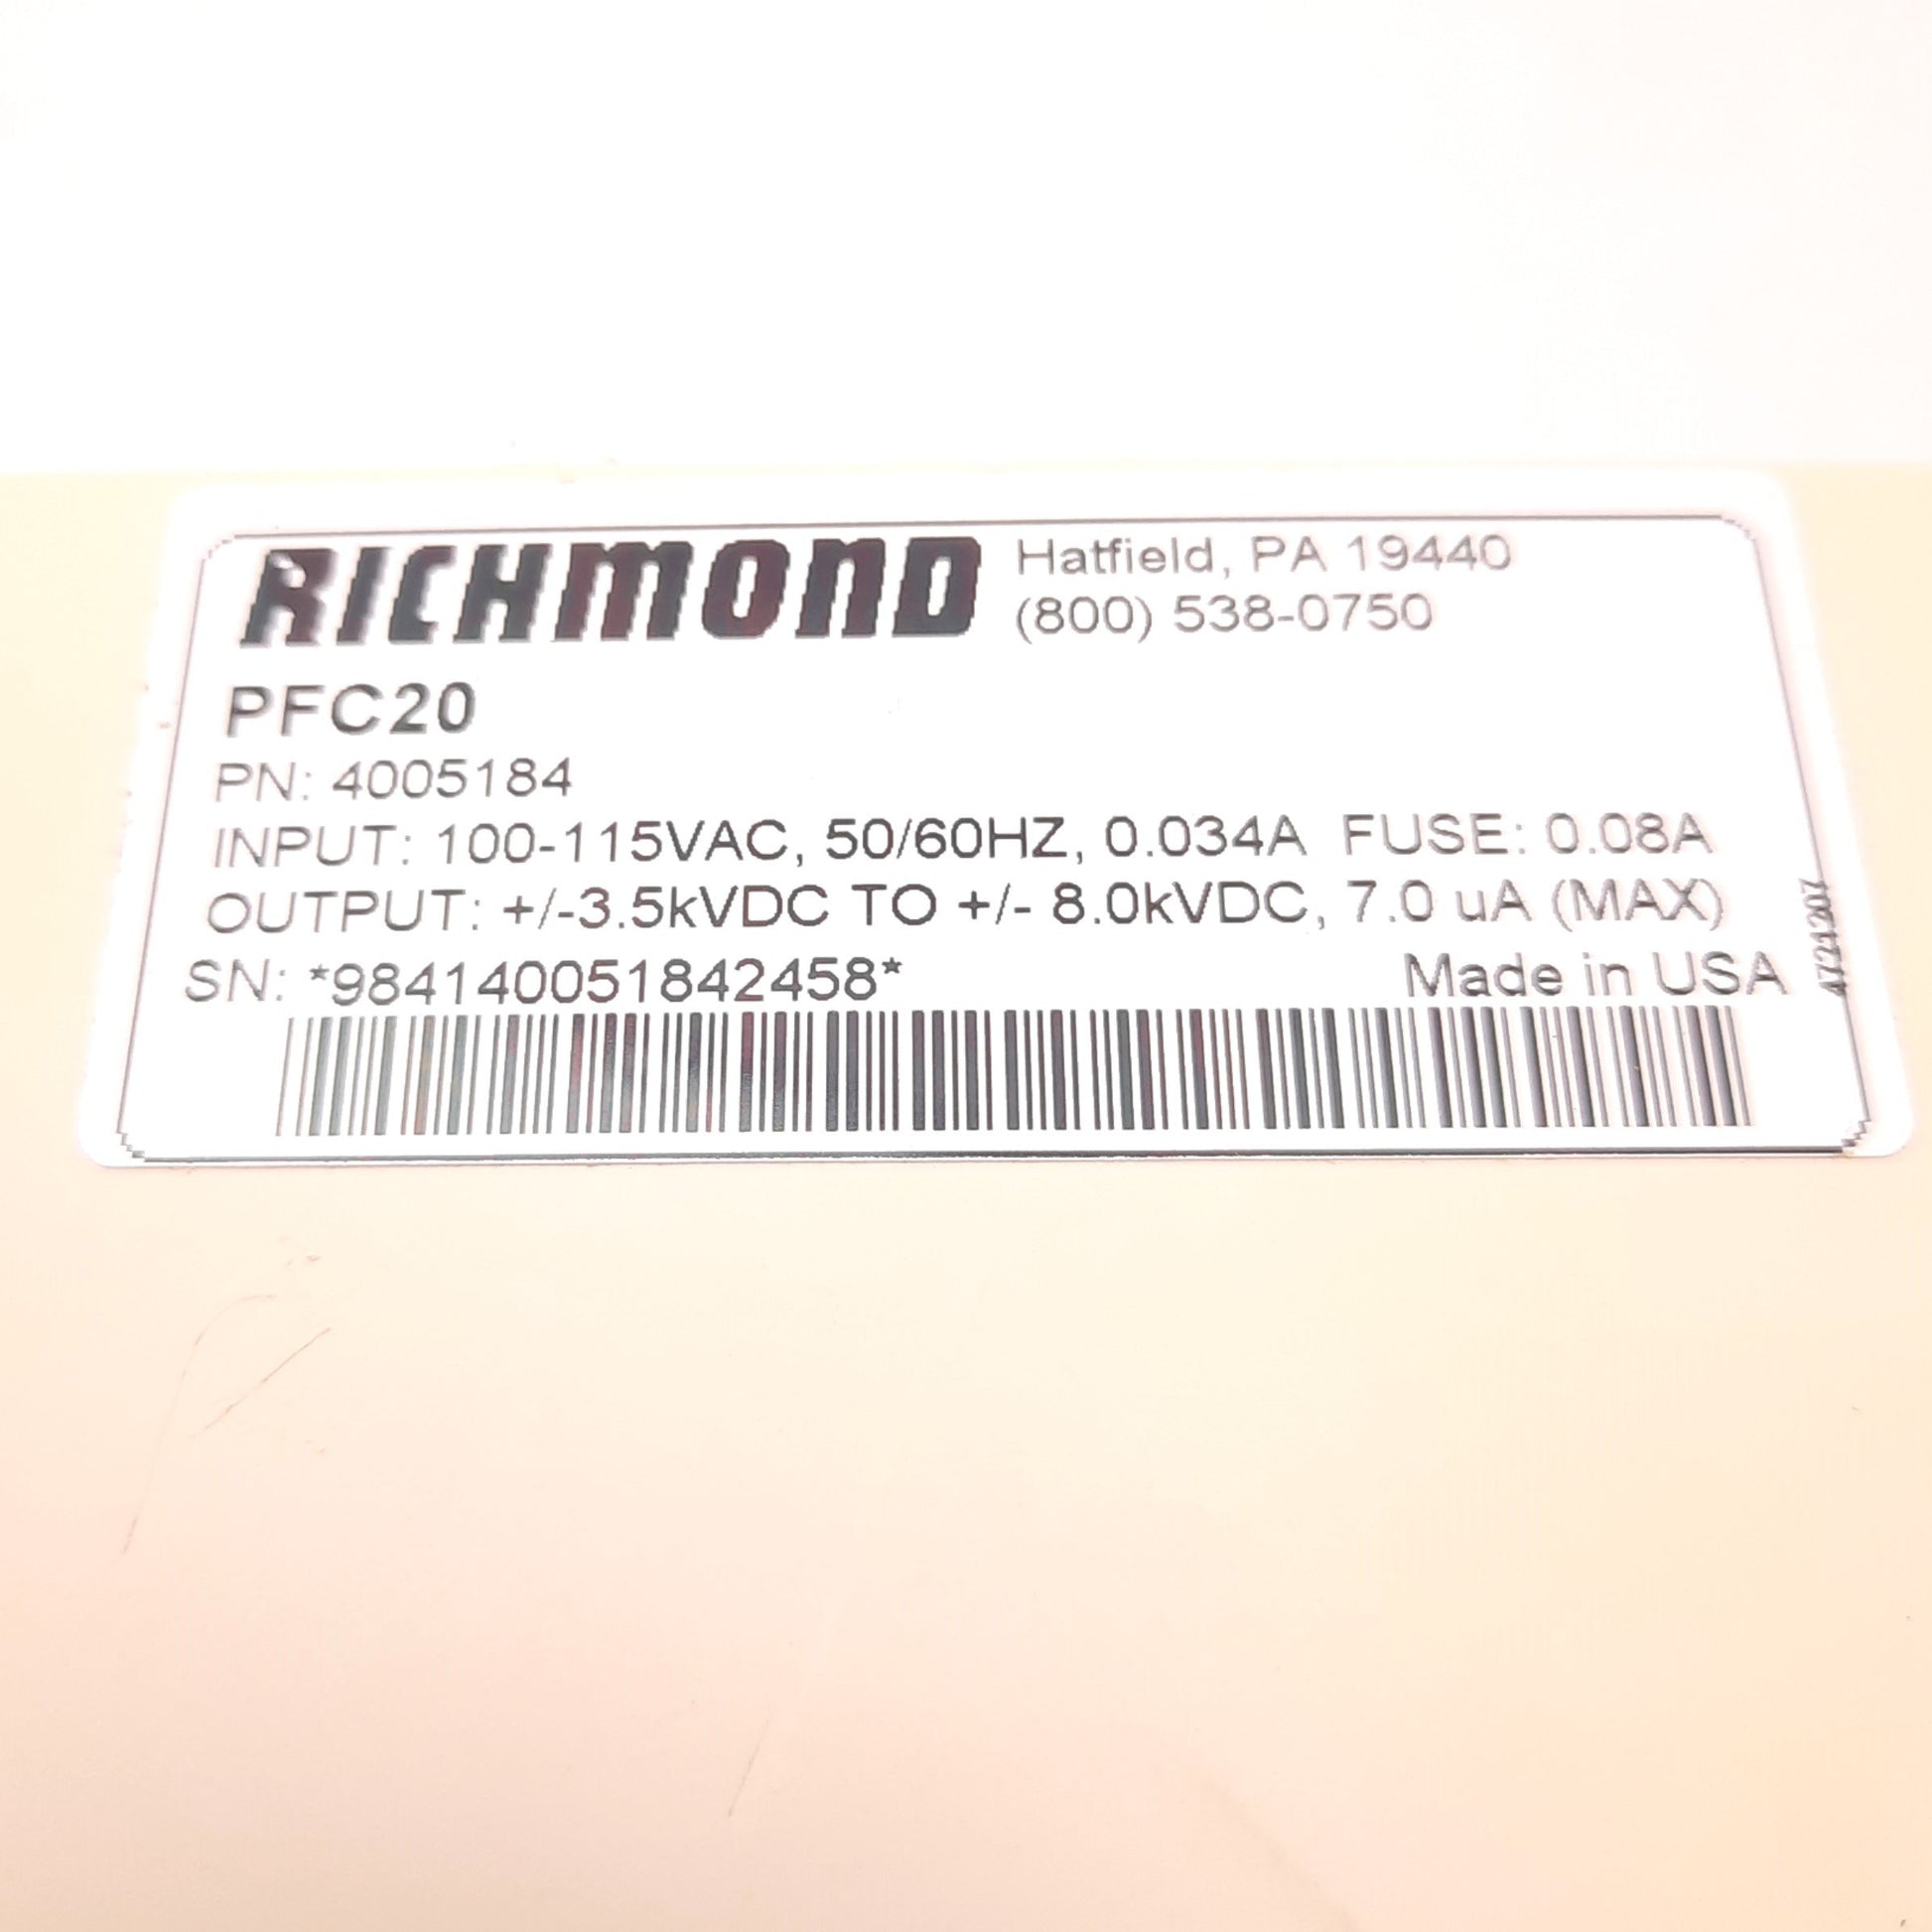 RICHMOND
Hatfield, PA 19440
(800) 538-0750
PFC20
PN: 4005184
INPUT: 100-115VAC, 50/60HZ, 0.034A FUSE: 0.08A
OUTPUT: +/-3.5kVDC TO +/- 8.0kVDC, 7.0 uA (MAX)
SN: *984140051842458*
Made in USA